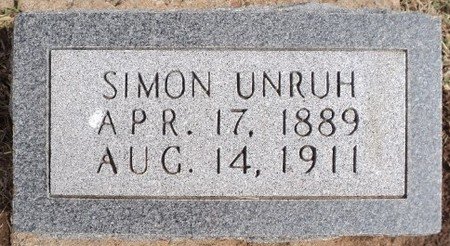 SIMON UNRUH
APR. 17, 1889
AUG. 14, 1911